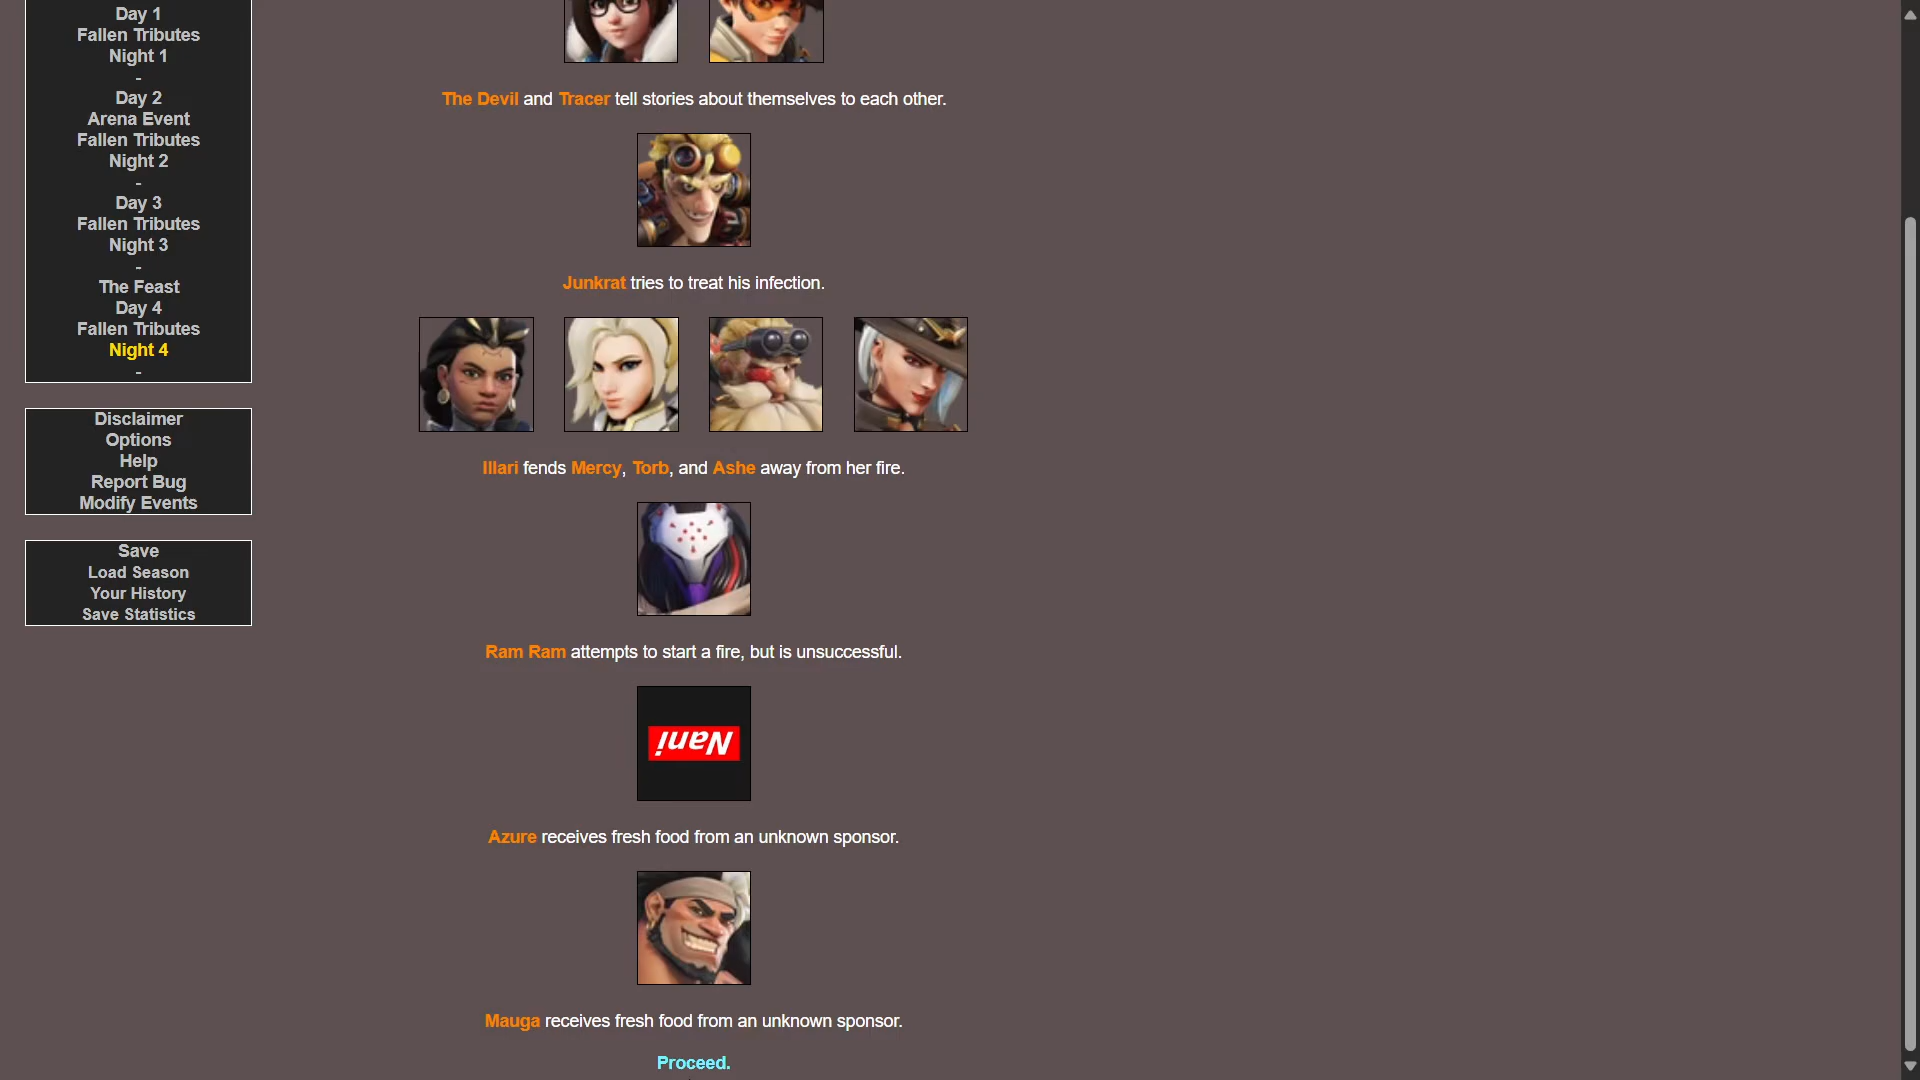 Day 1
Fallen Tributes
Night 1
-
Day 2
Arena Event
Fallen Tributes
Night 2
-
Day 3
Fallen Tributes
Night 3
-
The Feast
Day 4
Fallen Tributes
Night 4
-
Disclaimer
Options
Help
Report Bug
Modify Events
Save
Load Season
Your History
Save Statistics
The Devil and Tracer tell stories about themselves to each other.
Junkrat tries to treat his infection.
Illari fends Mercy, Torb, and Ashe away from her fire.
Ram Ram attempts to start a fire, but is unsuccessful.
Nani
Azure receives fresh food from an unknown sponsor.
Mauga receives fresh food from an unknown sponsor.
Proceed.